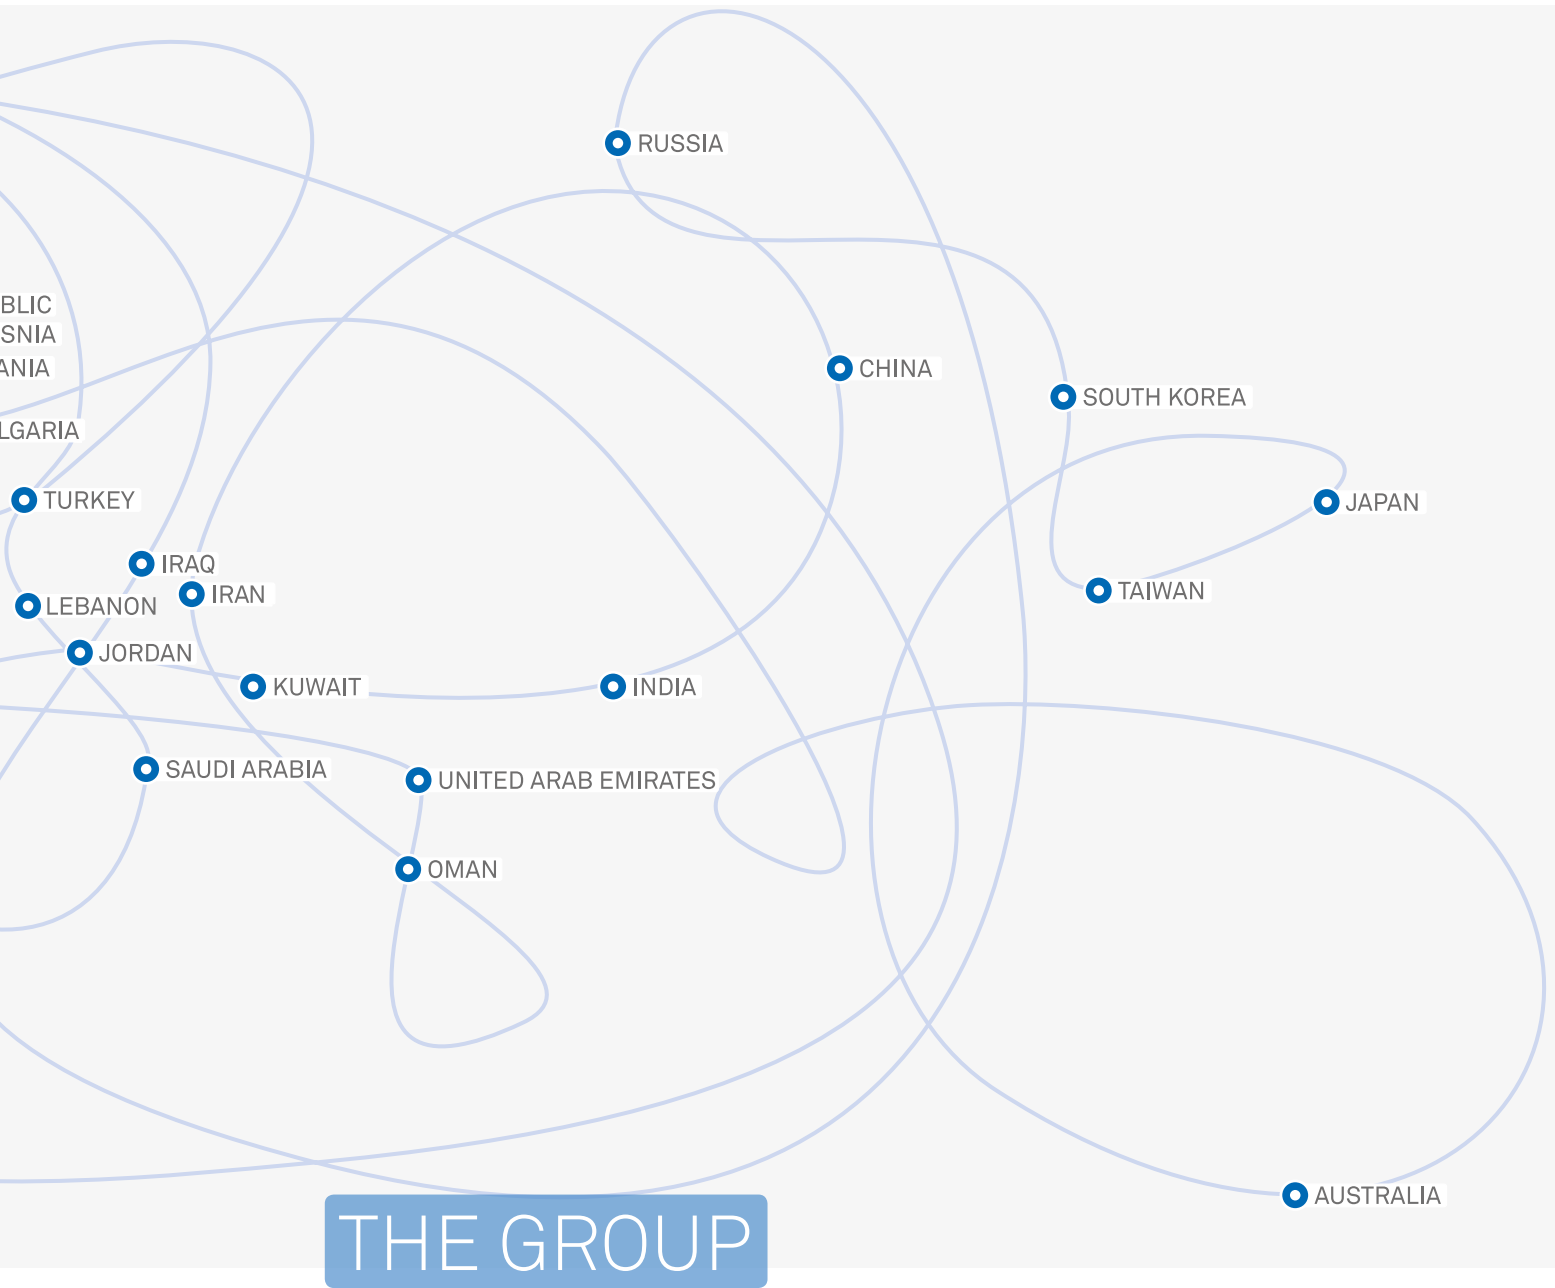 RUSSIA
BLIC
SNIA
ANIA
CHINA
SOUTH KOREA
LGARIA
TURKEY
JAPAN
IRAQ
IRAN
TAIWAN
LEBANON
JORDAN
KUWAIT
INDIA
SAUDI ARABIA
UNITED ARAB EMIRATES
OMAN
AUSTRALIA
THE GROUP